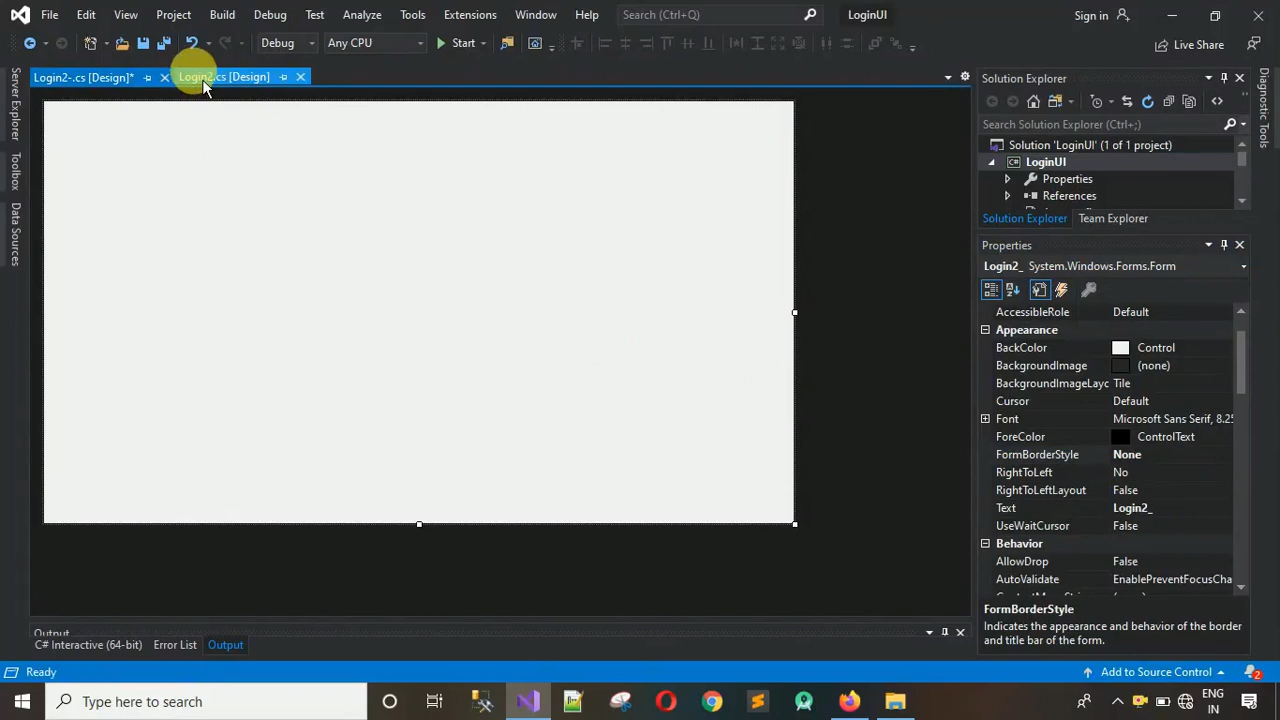 File Edit View Project Build Debug Test Analyze Tools Extensions Window Help Search (Ctrl+;) LoginUI Sign in
Debug Any CPU Start Live Share
Login2-.cs [Design]* Login2.cs [Design]
Server Explorer
Toolbox
Data Sources
Solution Explorer
Search Solution Explorer (Ctrl+;)
Solution 'LoginUI' (1 of 1 project)
C# LoginUI
Properties
References
Solution Explorer Team Explorer
Diagnostic Tools
Properties
Login2_ System.Windows.Forms.Form
AccessibleRole Default
Appearance
BackColor Control
BackgroundImage (none)
BackgroundImageLayc Tile
Cursor Default
Font Microsoft Sans Serif, 8.25
ForeColor ControlText
FormBorderStyle None
RightToLeft No
RightToLeftLayout False
Text Login2_
UseWaitCursor False
Behavior
AllowDrop False
AutoValidate EnablePreventFocusCha
FormBorderStyle
Indicates the appearance and behavior of the border
and title bar of the form.
Output
C# Interactive (64-bit) Error List Output
Ready Add to Source Control 2
Type here to search ENG
IN